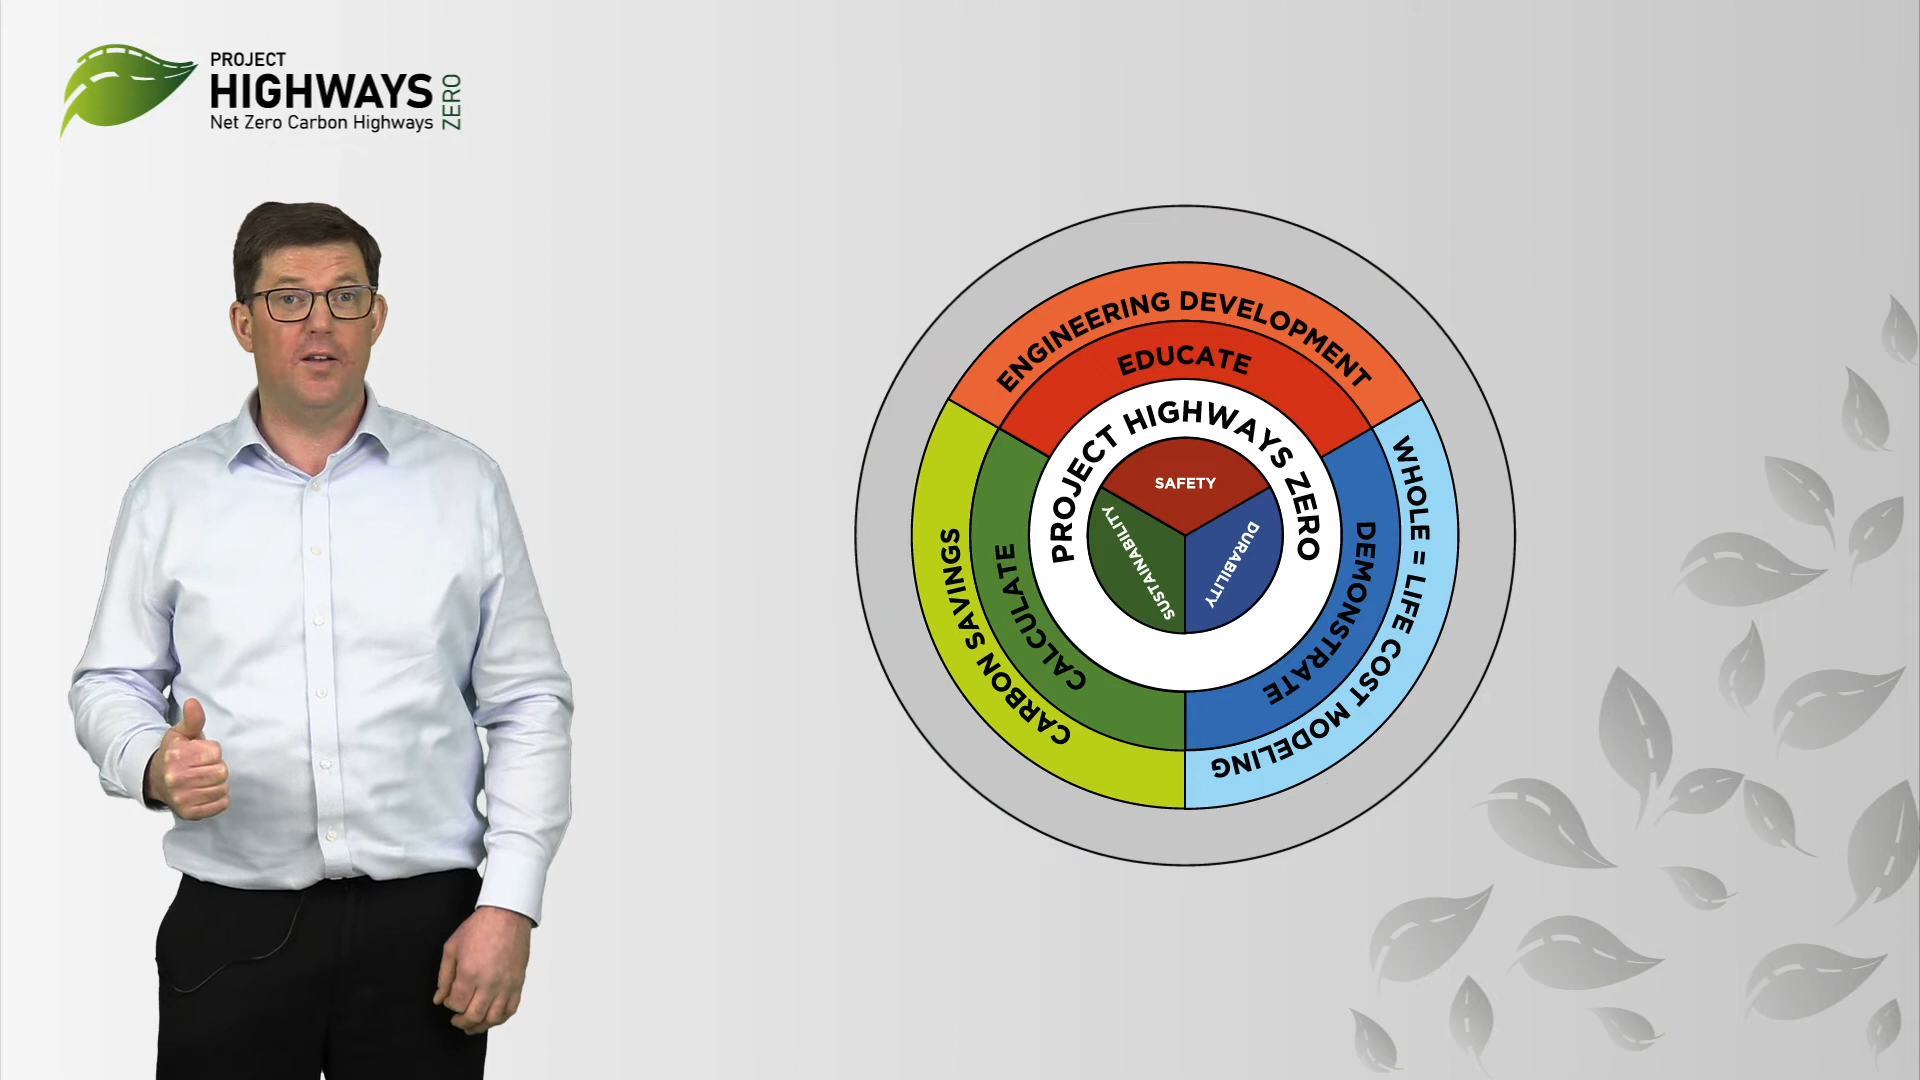 PROJECT
HIGHWAYS
ZERO
Net Zero Carbon Highways
ENGINEERING DEVELOPMENT
EDUCATE
PROJECT HIGHWAYS ZERO
SAFETY
SUSTAINABILITY
DURABILITY
CALCULATE
CARBON SAVINGS
DEMONSTRATE
WHOLE = LIFE COST MODELING